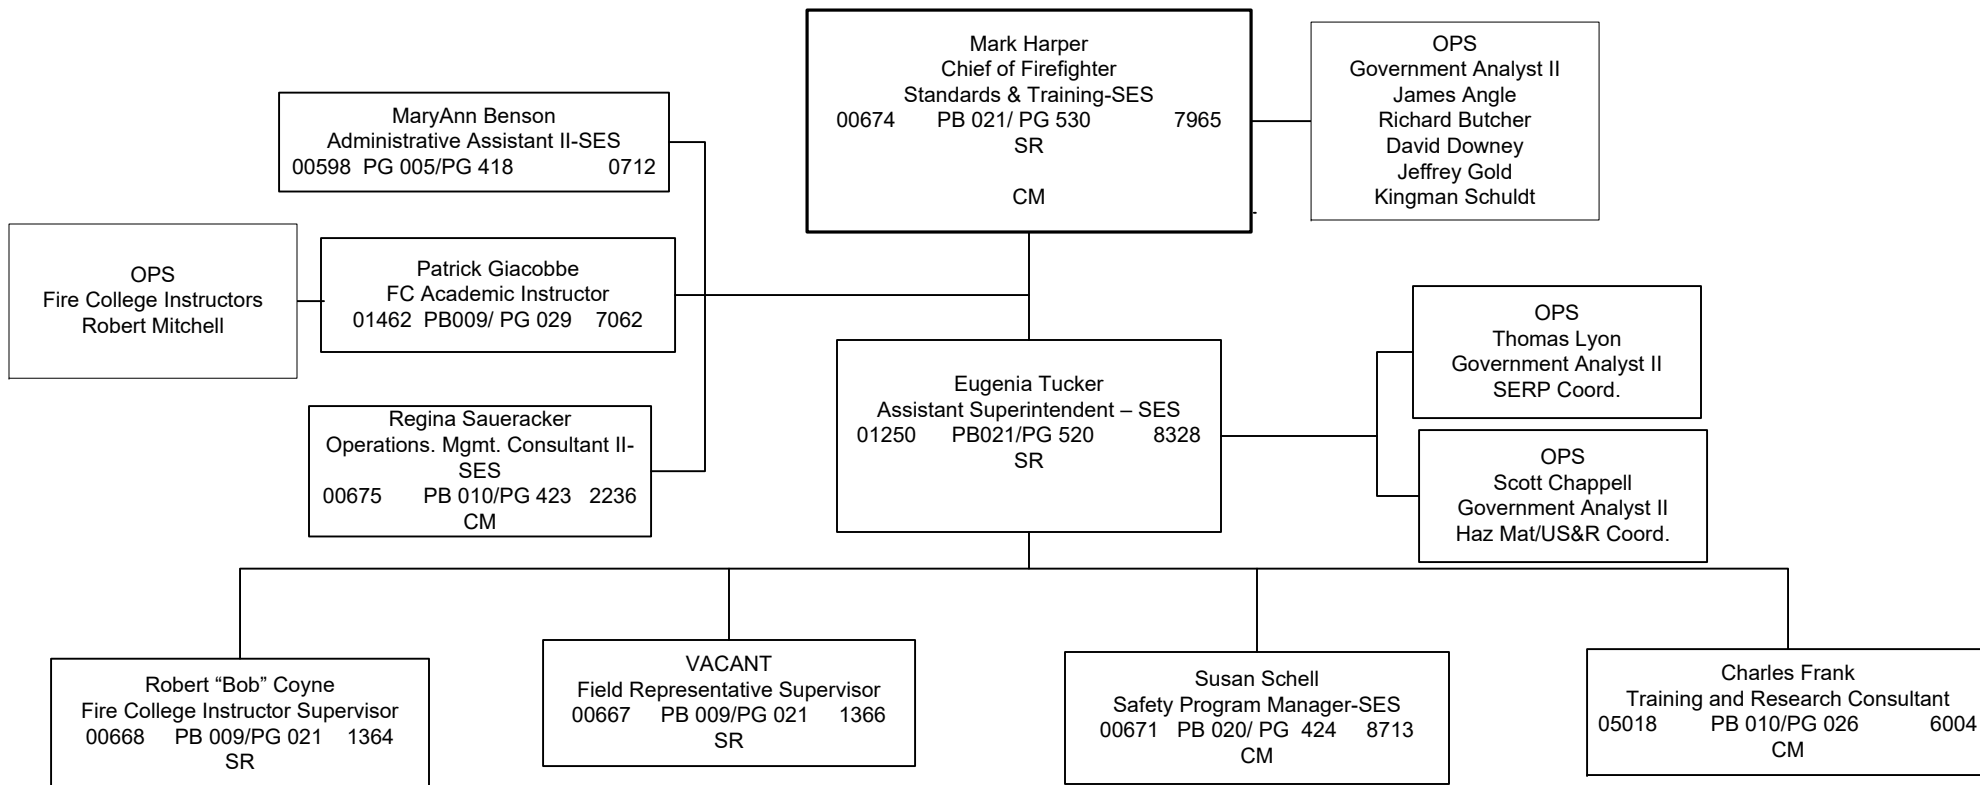 Mark Harper
Chief of Firefighter
Standards & Training-SES
00674 PB 021/ PG 530 7965
SR
CM
OPS
Government Analyst II
James Angle
Richard Butcher
David Downey
Jeffrey Gold
Kingman Schuldt
MaryAnn Benson
Administrative Assistant II-SES
00598 PG 005/PG 418 0712
OPS
Fire College Instructors
Robert Mitchell
Patrick Giacobbe
FC Academic Instructor
01462 PB009/ PG 029 7062
Regina Saueracker
Operations. Mgmt. Consultant II-
SES
00675 PB 010/PG 423 2236
CM
Eugenia Tucker
Assistant Superintendent – SES
01250 PB021/PG 520 8328
SR
OPS
Thomas Lyon
Government Analyst II
SERP Coord.
OPS
Scott Chappell
Government Analyst II
Haz Mat/US&R Coord.
Robert “Bob” Coyne
Fire College Instructor Supervisor
00668 PB 009/PG 021 1364
SR
VACANT
Field Representative Supervisor
00667 PB 009/PG 021 1366
SR
Susan Schell
Safety Program Manager-SES
00671 PB 020/ PG 424 8713
CM
Charles Frank
Training and Research Consultant
05018 PB 010/PG 026 6004
CM